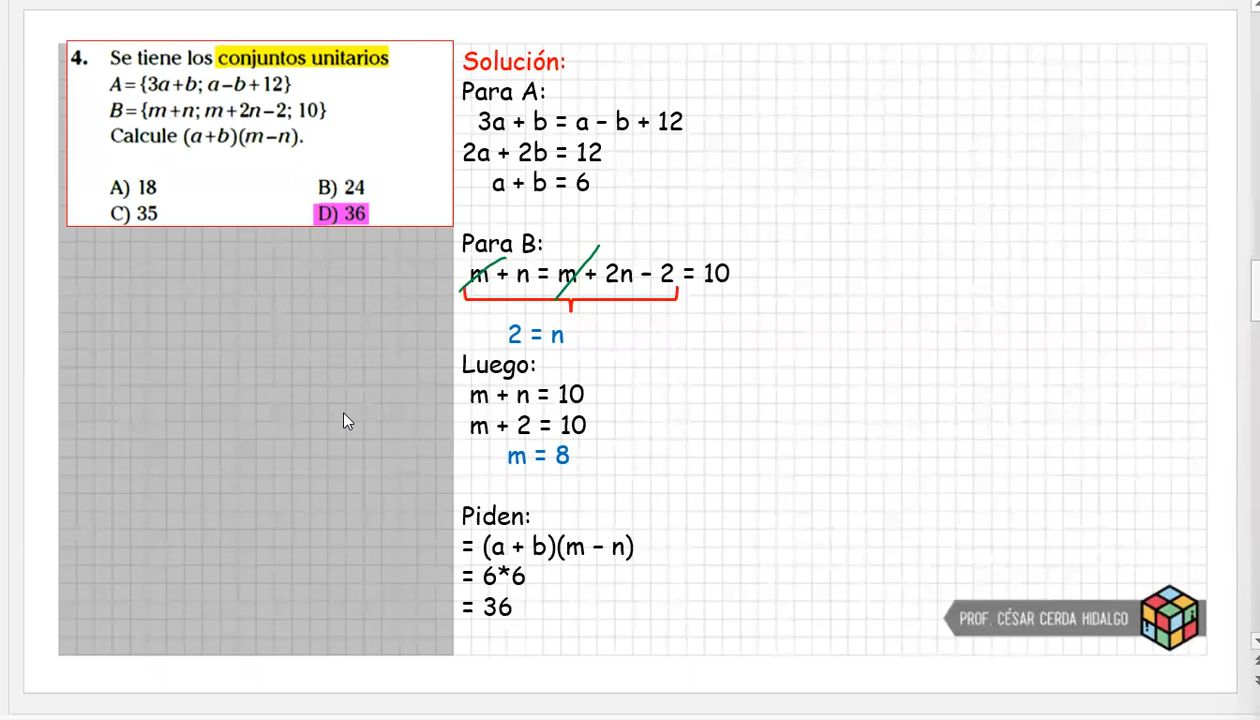 4. Se tiene los conjuntos unitarios
A={3a+b; a−b+12}
B={m+n; m+2n−2; 10}
Calcule (a+b)(m−n).
A) 18 B) 24
C) 35 D) 36
Solución:
Para A:
3a + b = a − b + 12
2a + 2b = 12
a + b = 6
Para B:
m + n = m + 2n − 2 = 10
2 = n
Luego:
m + n = 10
m + 2 = 10
m = 8
Piden:
= (a + b)(m − n)
= 6*6
= 36
PROF. CÉSAR CERDA HIDALGO